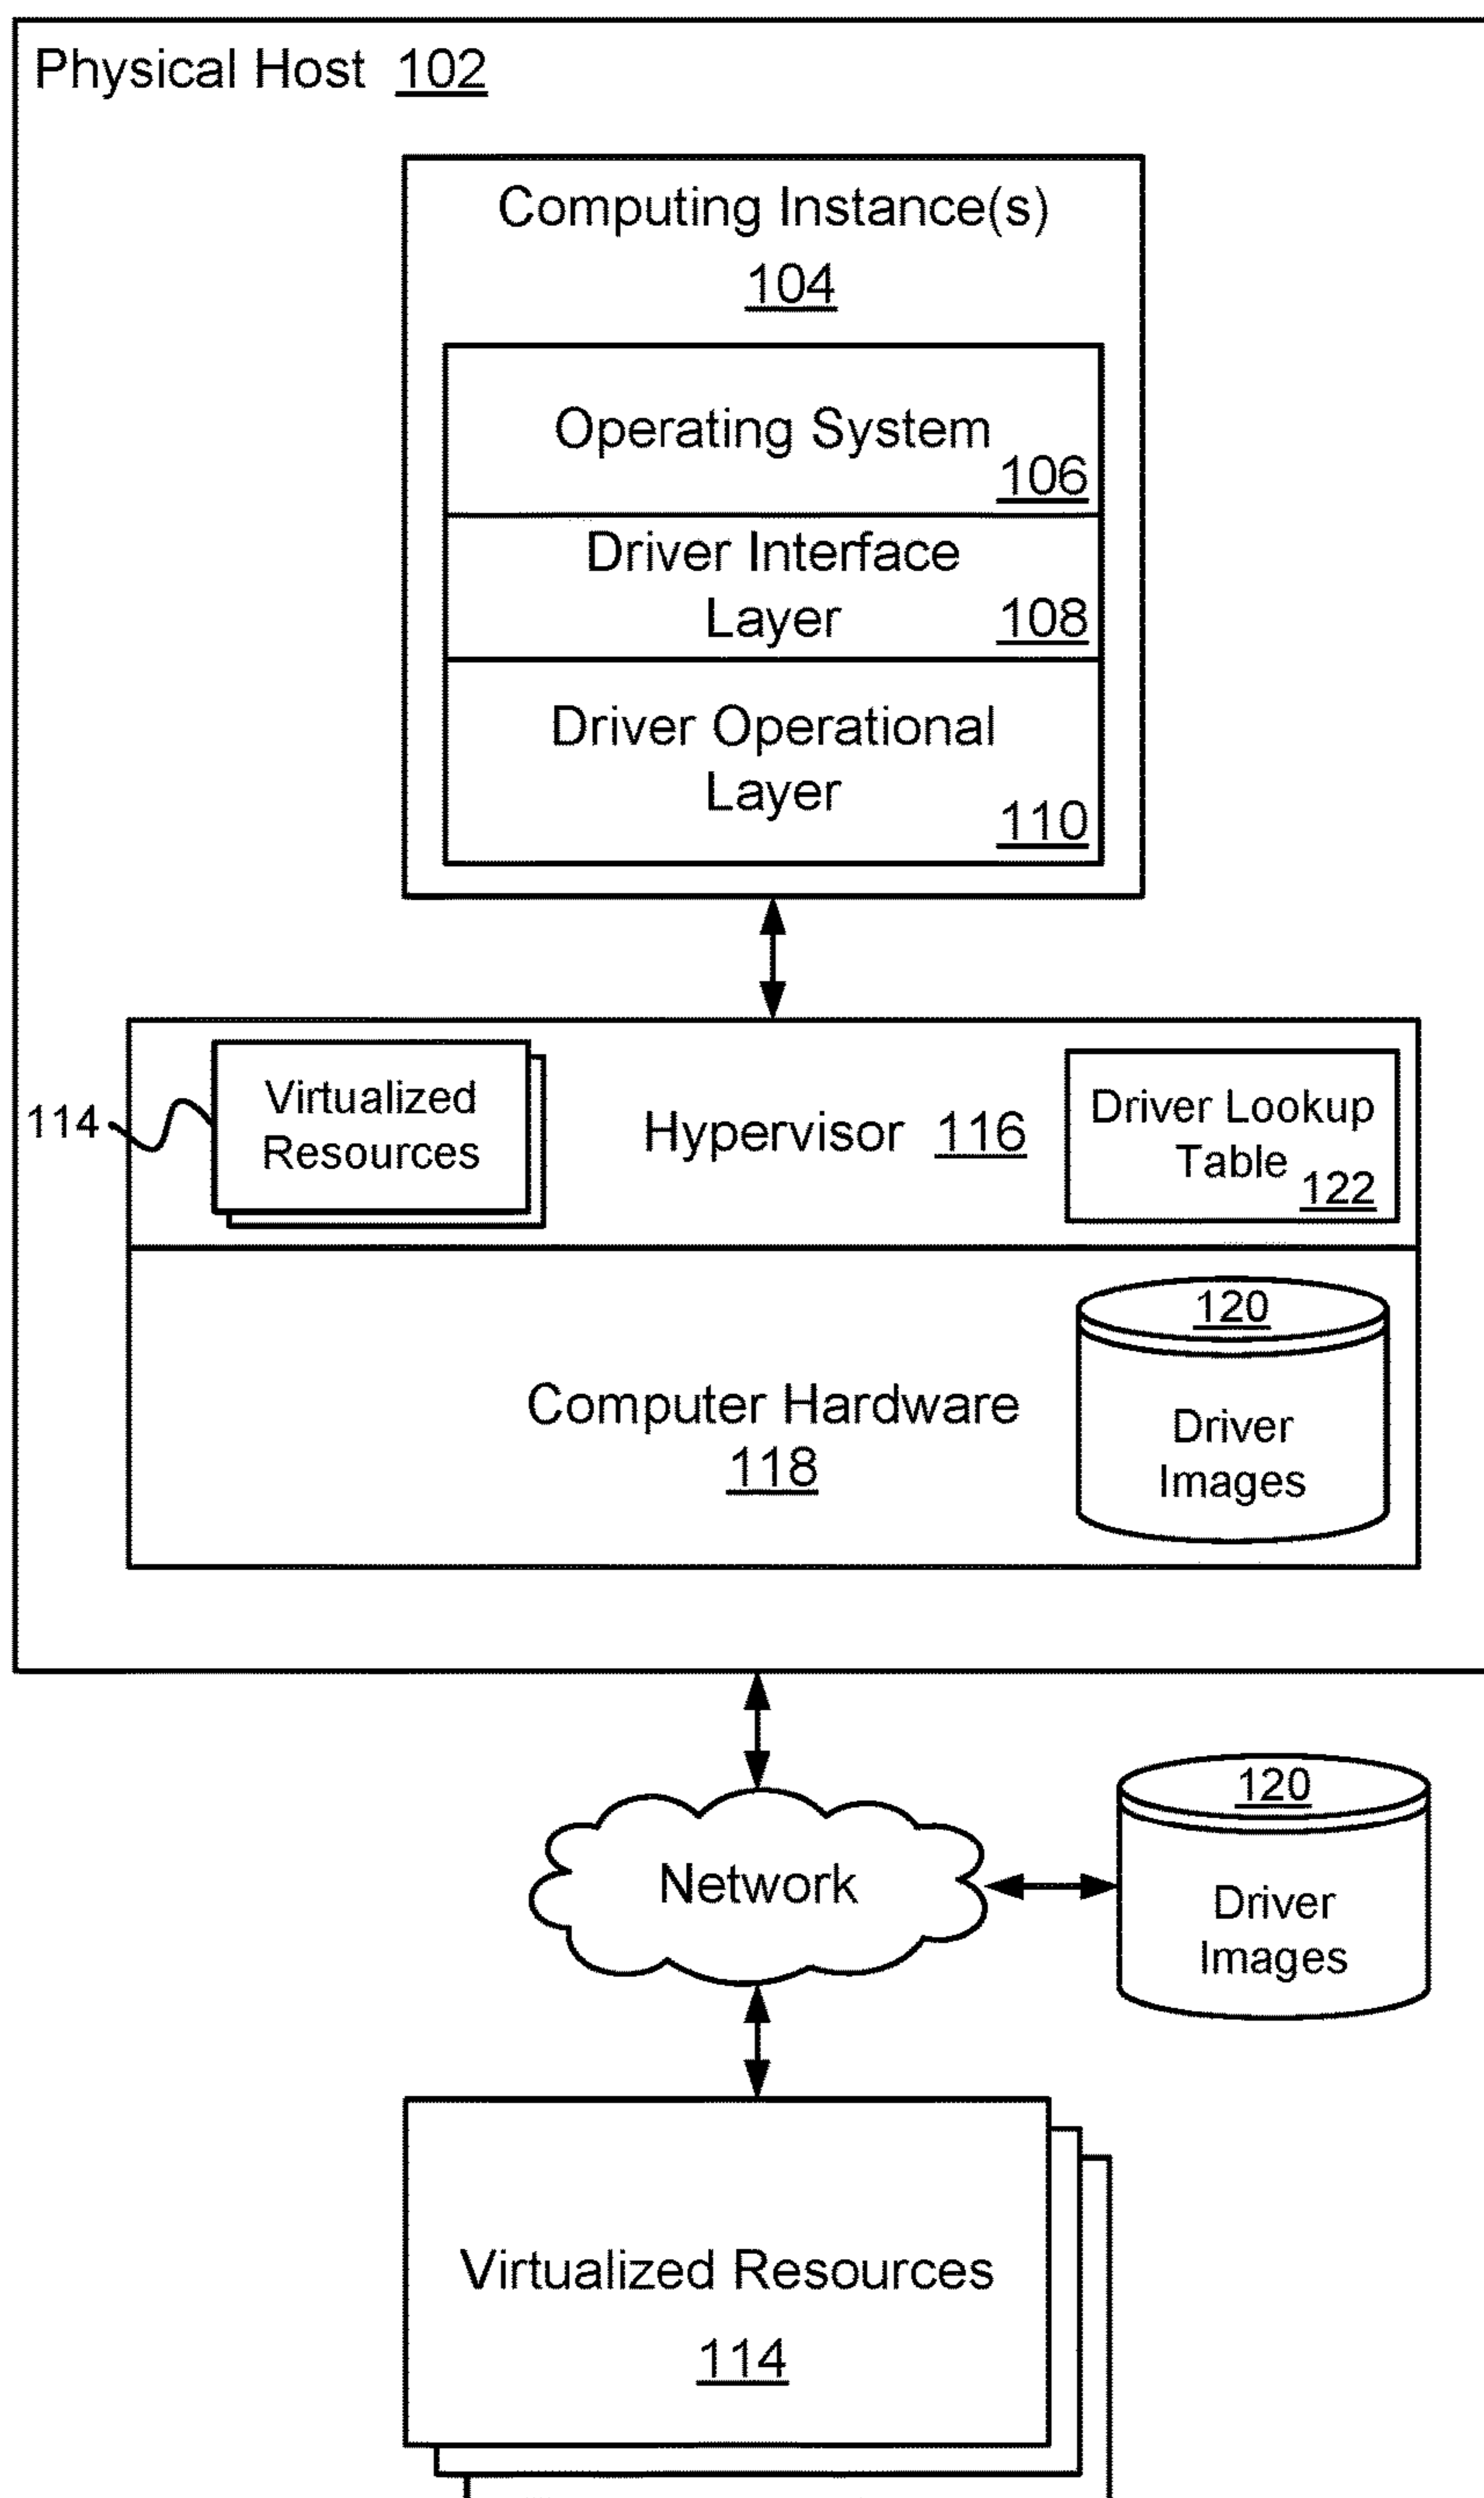 Physical Host 102
Computing Instance(s)
104
Operating System
106
Driver Interface
Layer 108
Driver Operational
Layer
110
114
Virtualized
Resources
Hypervisor 116
Driver Lookup
Table
122
Computer Hardware
118
120
Driver
Images
Network
120
Driver
Images
Virtualized Resources
114